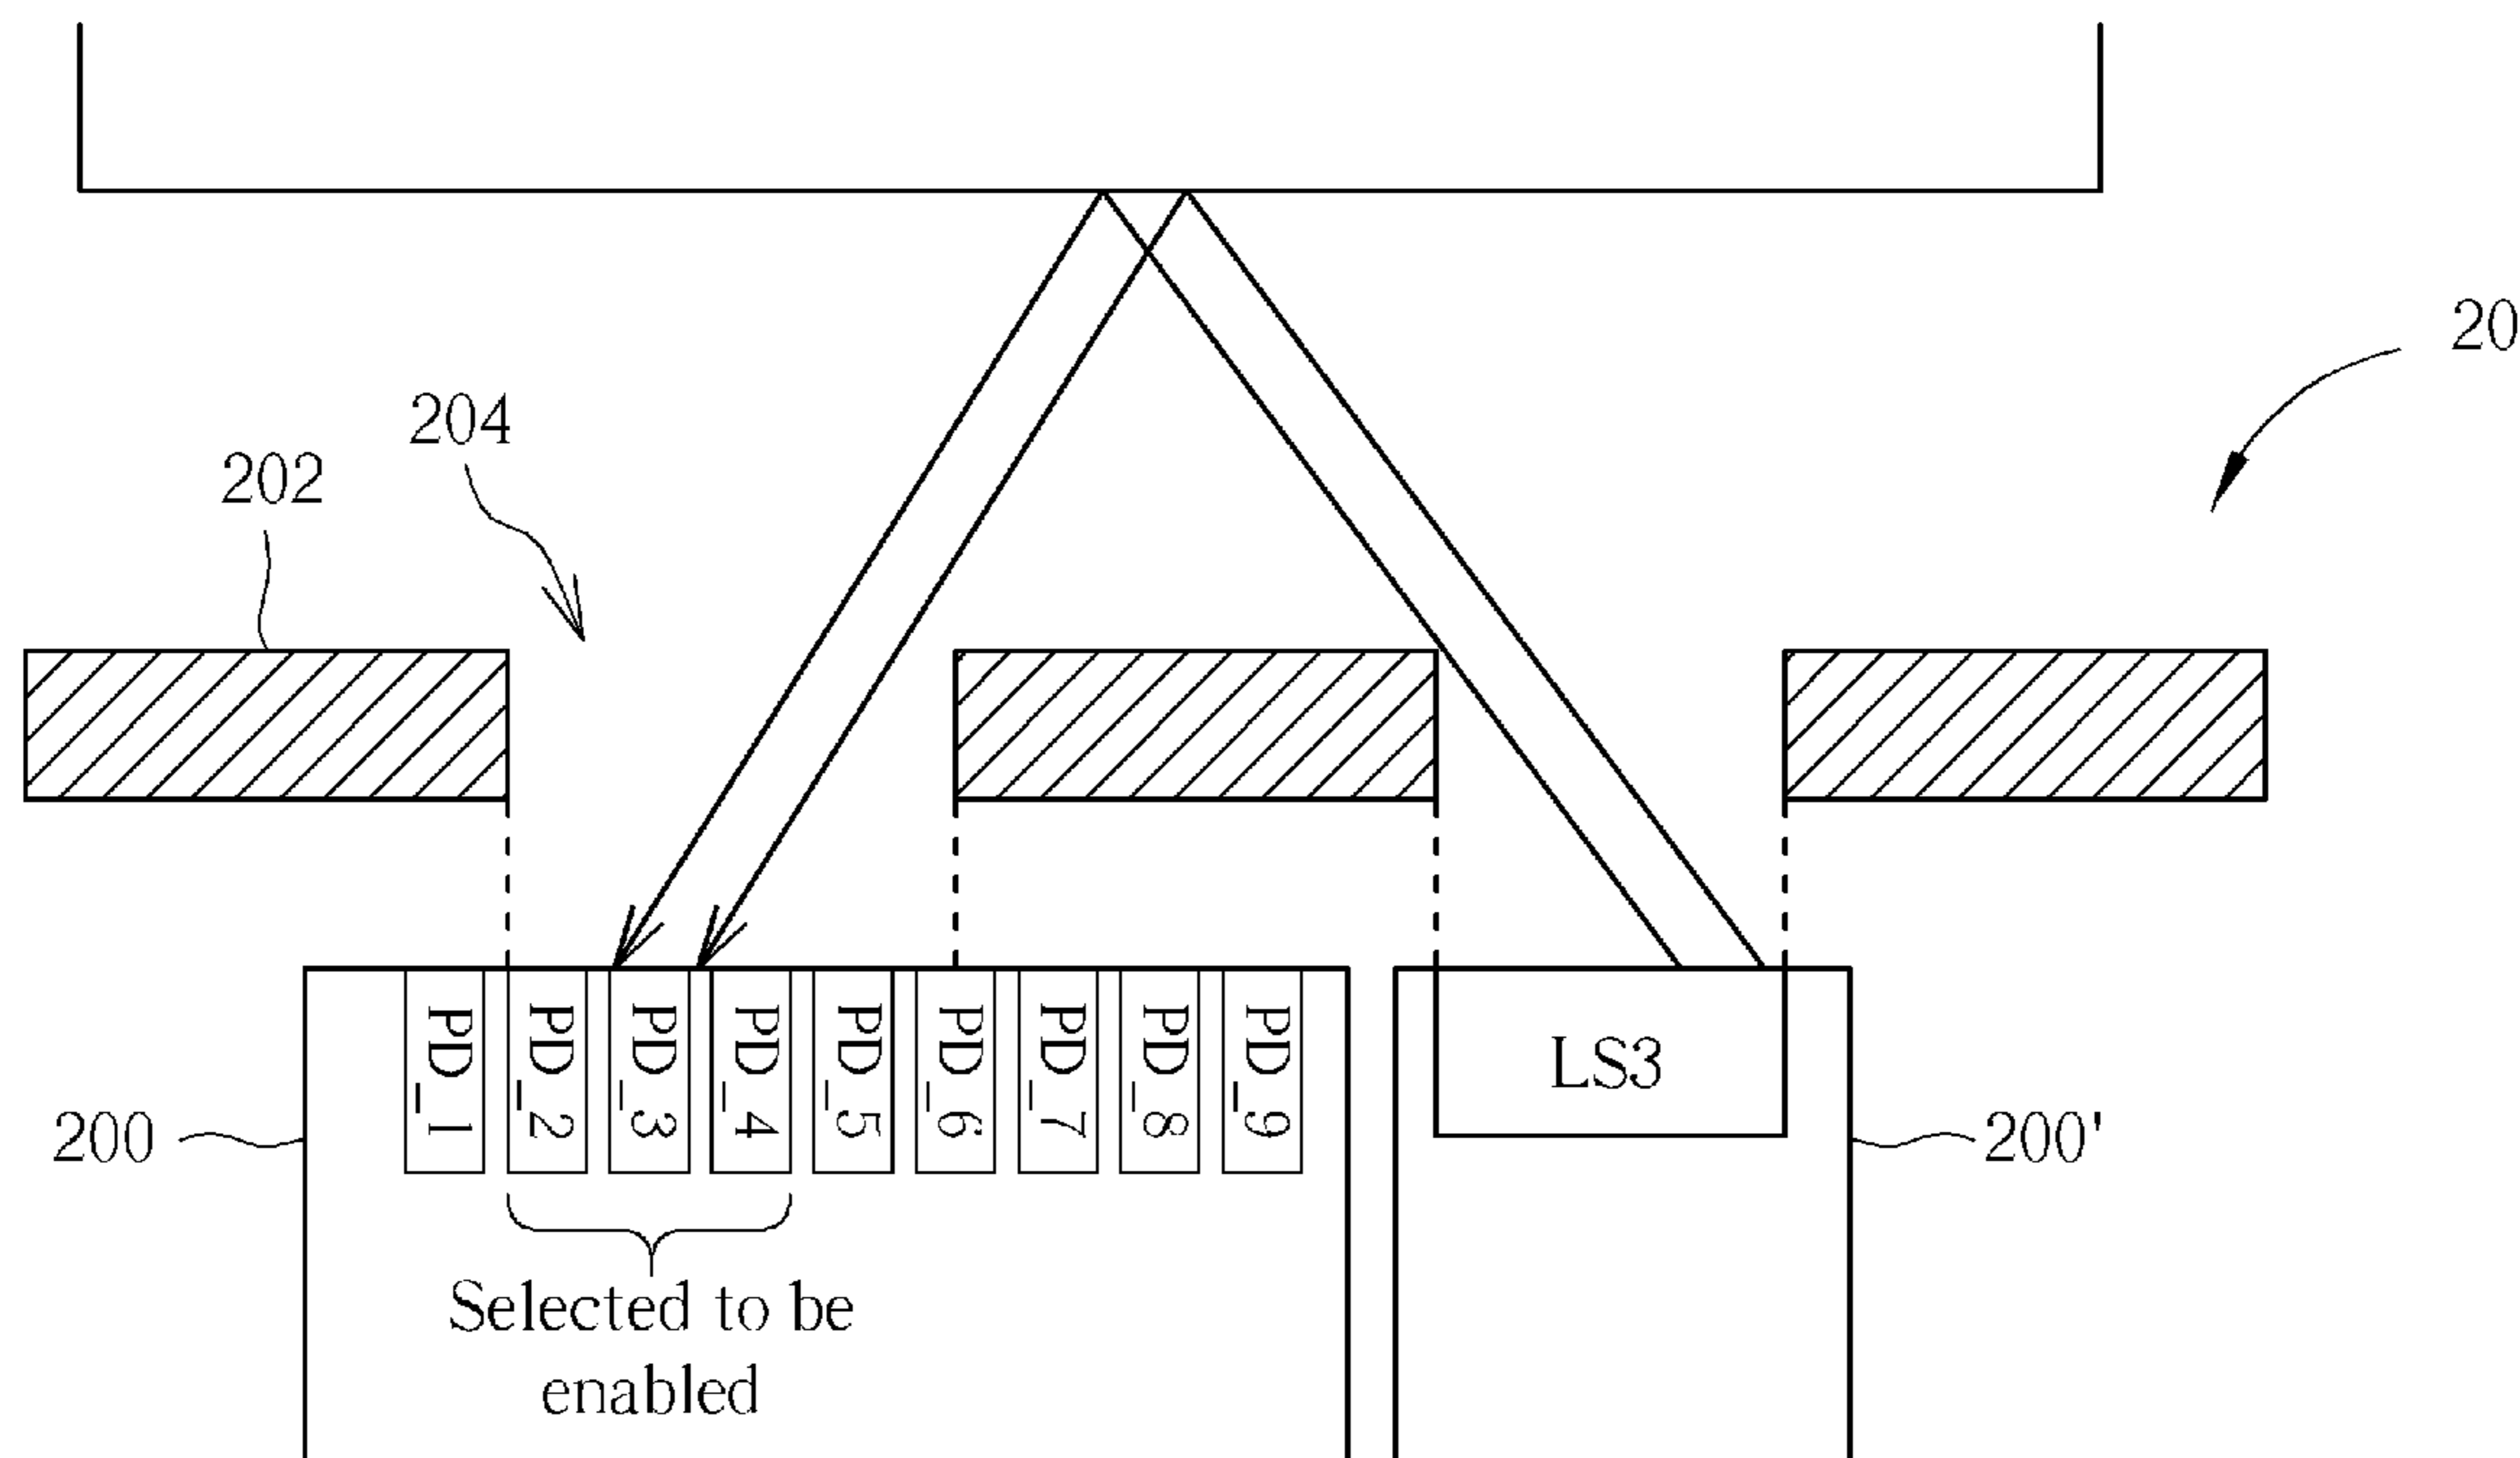 20
204
202
PD_1
PD_2
PD_3
PD_4
PD_5
PD_6
PD_7
PD_8
PD_9
LS3
200
200'
Selected to be
enabled